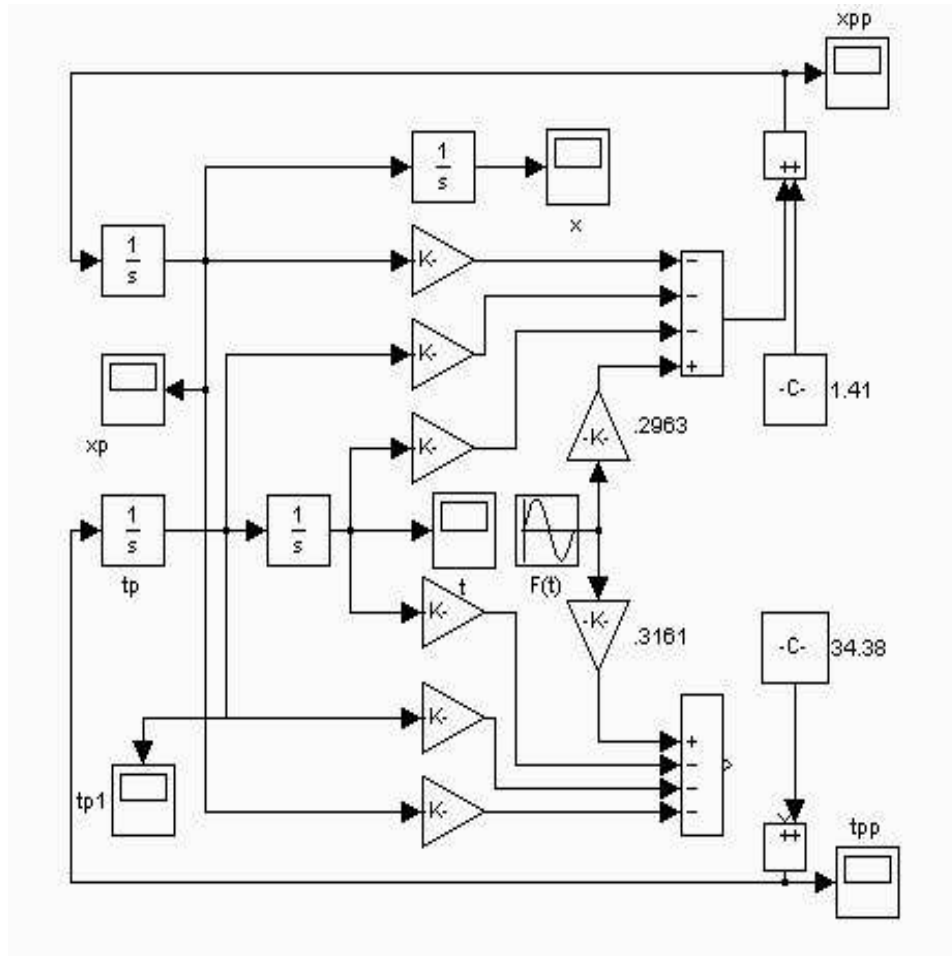 xpp
1
s
x
++
1
s
K-
-
K-
-
-
+
-C-
1.41
xp
K-
-K-
.2963
1
s
tp
1
s
t
F(t)
K-
-K-
.3161
-C-
34.38
K-
+
-
-
-
tp1
K-
++
tpp